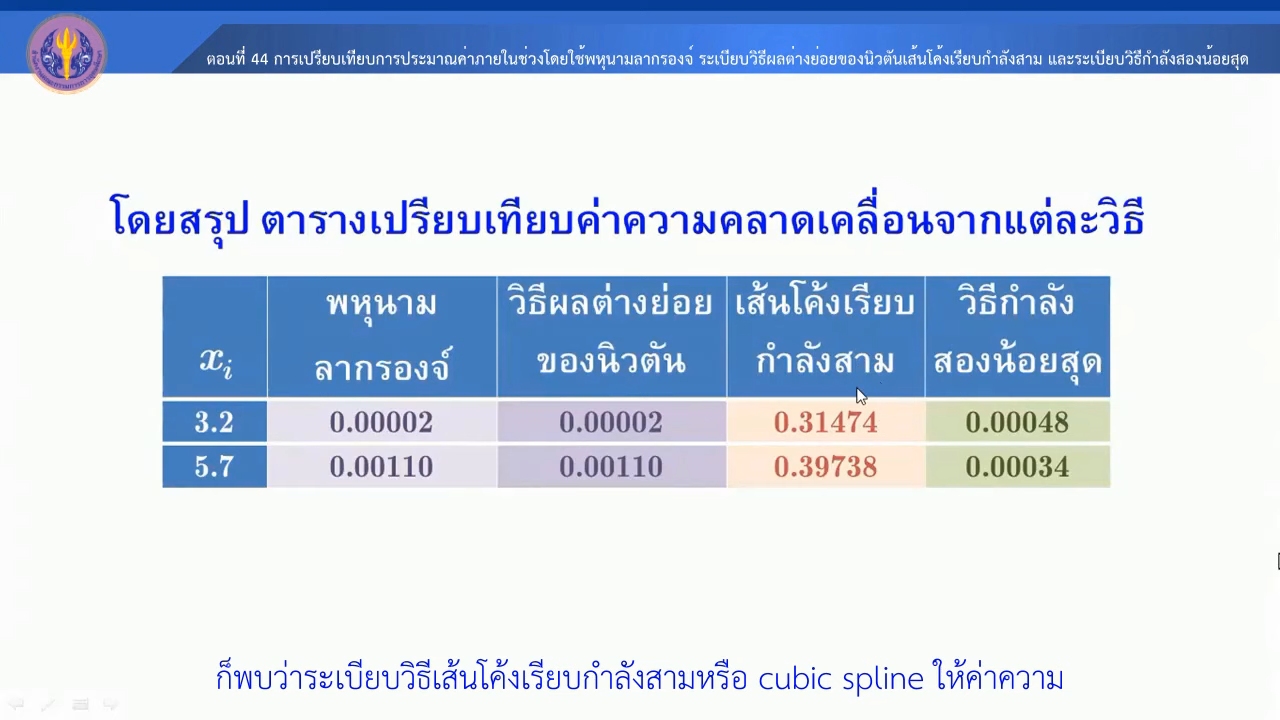 ตอนที่ 44 การเปรียบเทียบการประมาณค่าภายในช่วงโดยใช้พหุนามลากรองจ์ ระเบียบวิธีผลต่างย่อยของนิวตันเส้นโค้งเรียบกำลังสาม และระเบียบวิธีกำลังสองน้อยสุด
โดยสรุป ตารางเปรียบเทียบค่าความคลาดเคลื่อนจากแต่ละวิธี
พหุนาม วิธีผลต่างย่อย เส้นโค้งเรียบ วิธีกำลัง
xᵢ ลากรองจ์ ของนิวตัน กำลังสาม สองน้อยสุด
3.2 0.00002 0.00002 0.31474 0.00048
5.7 0.00110 0.00110 0.39738 0.00034
ก็พบว่าระเบียบวิธีเส้นโค้งเรียบกำลังสามหรือ cubic spline ให้ค่าความ